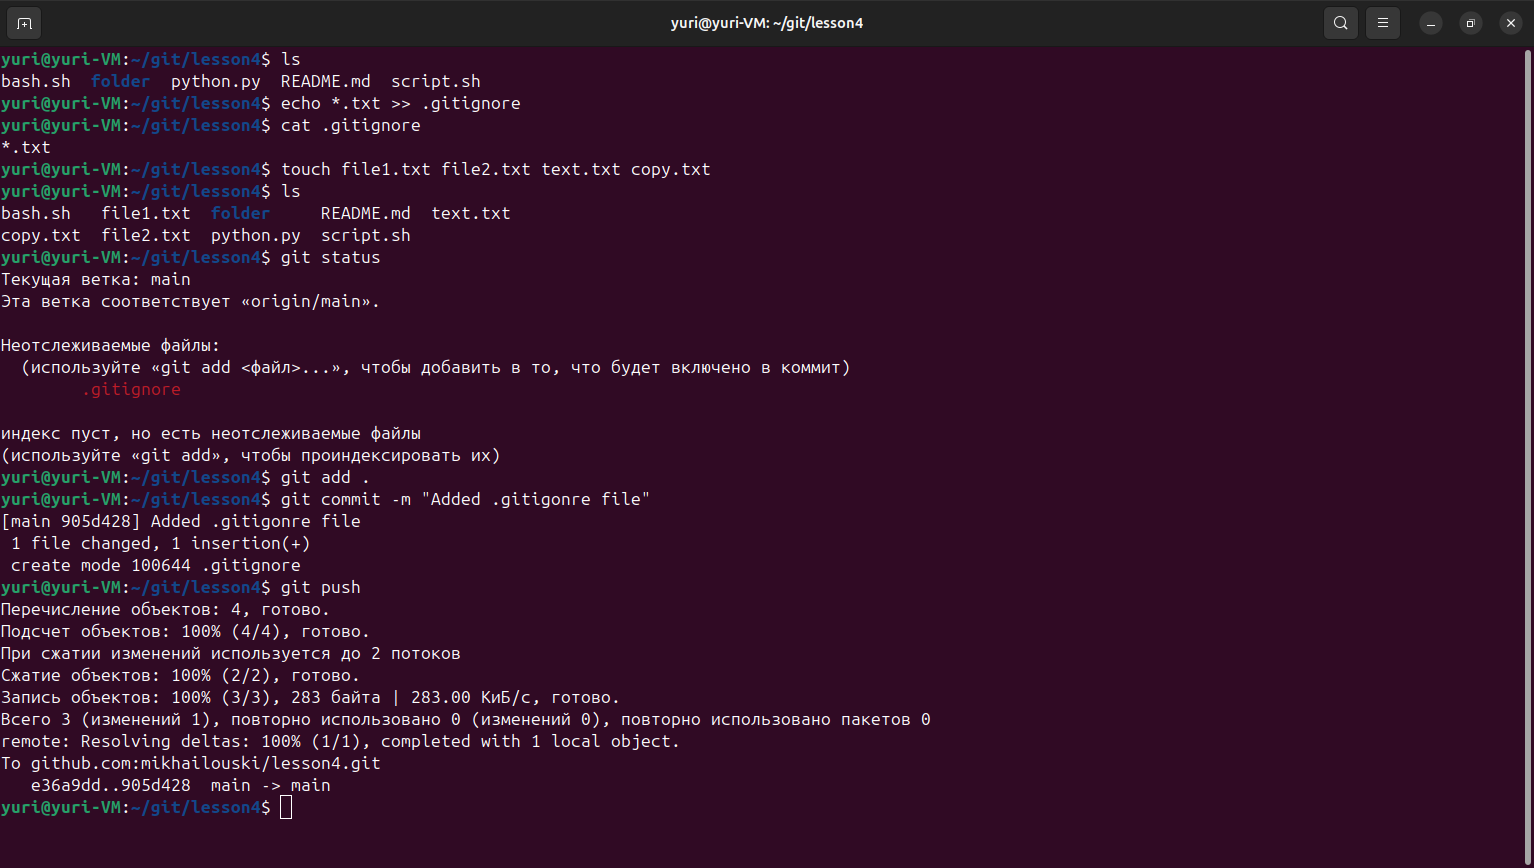 yuri@yuri-VM: ~/git/lesson4
yuri@yuri-VM:~/git/lesson4$ ls
bash.sh  folder  python.py  README.md  script.sh
yuri@yuri-VM:~/git/lesson4$ echo *.txt >> .gitignore
yuri@yuri-VM:~/git/lesson4$ cat .gitignore
*.txt
yuri@yuri-VM:~/git/lesson4$ touch file1.txt file2.txt text.txt copy.txt
yuri@yuri-VM:~/git/lesson4$ ls
bash.sh   file1.txt  folder     README.md  text.txt
copy.txt  file2.txt  python.py  script.sh
yuri@yuri-VM:~/git/lesson4$ git status
Текущая ветка: main
Эта ветка соответствует «origin/main».
Неотслеживаемые файлы:
  (используйте «git add <файл>...», чтобы добавить в то, что будет включено в коммит)
        .gitignore
индекс пуст, но есть неотслеживаемые файлы
(используйте «git add», чтобы проиндексировать их)
yuri@yuri-VM:~/git/lesson4$ git add .
yuri@yuri-VM:~/git/lesson4$ git commit -m "Added .gitigonre file"
[main 905d428] Added .gitigonre file
 1 file changed, 1 insertion(+)
 create mode 100644 .gitignore
yuri@yuri-VM:~/git/lesson4$ git push
Перечисление объектов: 4, готово.
Подсчет объектов: 100% (4/4), готово.
При сжатии изменений используется до 2 потоков
Сжатие объектов: 100% (2/2), готово.
Запись объектов: 100% (3/3), 283 байта | 283.00 КиБ/с, готово.
Всего 3 (изменений 1), повторно использовано 0 (изменений 0), повторно использовано пакетов 0
remote: Resolving deltas: 100% (1/1), completed with 1 local object.
To github.com:mikhailouski/lesson4.git
   e36a9dd..905d428  main -> main
yuri@yuri-VM:~/git/lesson4$